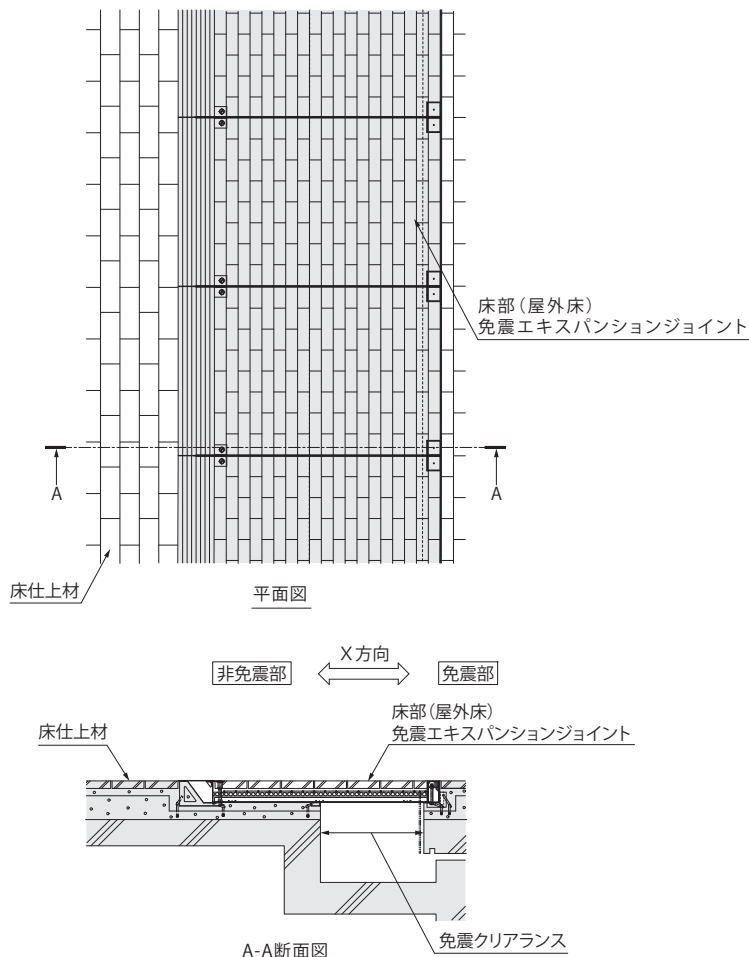 床部（屋外床）
免震エキスパンションジョイント
A
A
床仕上材
平面図
X方向
非免震部
免震部
床部（屋外床）
免震エキスパンションジョイント
床仕上材
免震クリアランス
A-A断面図